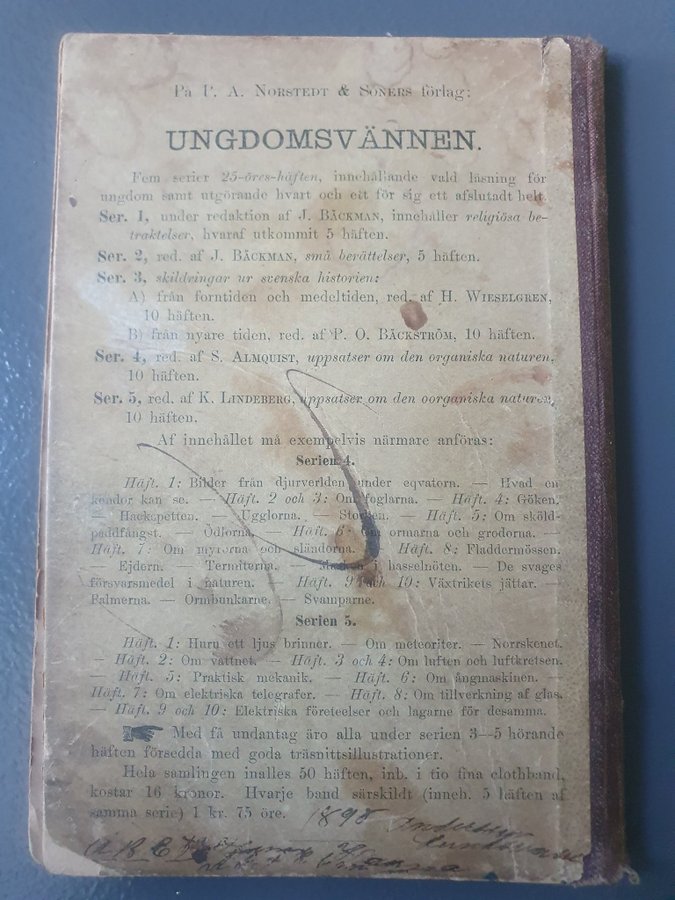 På P. A. Norstedt & Söners förlag:
UNGDOMSVÄNNEN.
Fem serier 25-öres-häften, innehållande vald läsning för
ungdom samt utgörande hvart och ett för sig ett afslutadt helt.
Ser. 1, under redaktion af J. Bäckman, innehåller religiösa be-
traktelser, hvaraf utkommit 5 häften.
Ser. 2, red. af J. Bäckman, små berättelser, 5 häften.
Ser. 3, skildringar ur svenska historien:
A) från forntiden och medeltiden, red. af H. Wieselgren,
10 häften.
B) från nyare tiden, red. af P. O. Bäckström, 10 häften.
Ser. 4, red. af S. Almquist, uppsatser om den organiska naturen,
10 häften.
Ser. 5, red. af K. Lindeberg, uppsatser om den oorganiska naturen,
10 häften.
Af innehållet må exempelvis närmare anföras:
Serien 4.
Häft. 1: Bilder från djurverlden under eqvatorn. — Hvad en
kan se. — Häft. 2 och 3: Om foglarna. — Häft. 4: Göken.
— Hackspetten. — Ugglorna. — Storken. — Häft. 5: Om sköld-
paddfångst. — Ödlorna. — Häft. 6: Om ormarna och grodorna. —
Häft. 7: Om myrorna och sländorna. — Häft. 8: Fladdermössen.
— Ejdern. — Termiterna. — Masken i hasselnöten. — De svages
försvarsmedel i naturen. — Häft. 9 och 10: Växtrikets jättar. —
Palmerna. — Ormbunkarne. — Svamparne.
Serien 5.
Häft. 1: Huru ett ljus brinner. — Om meteoriter. — Norrskenet.
— Häft. 2: Om vattnet. — Häft. 3 och 4: Om luften och luftkretsen.
— Häft. 5: Praktisk mekanik. — Häft. 6: Om ångmaskinen. —
Häft. 7: Om elektriska telegrafer. — Häft. 8: Om tillverkning af glas.
— Häft. 9 och 10: Elektriska företeelser och lagarne för desamma.
Med få undantag äro alla under serien 3—5 hörande
häften försedda med goda träsnittsillustrationer.
Hela samlingen inalles 50 häften, inb. i tio fina clothband,
kostar 16 kronor. Hvarje band särskildt (inneh. 5 häften af
samma serie) 1 kr. 75 öre. 1898
A B C